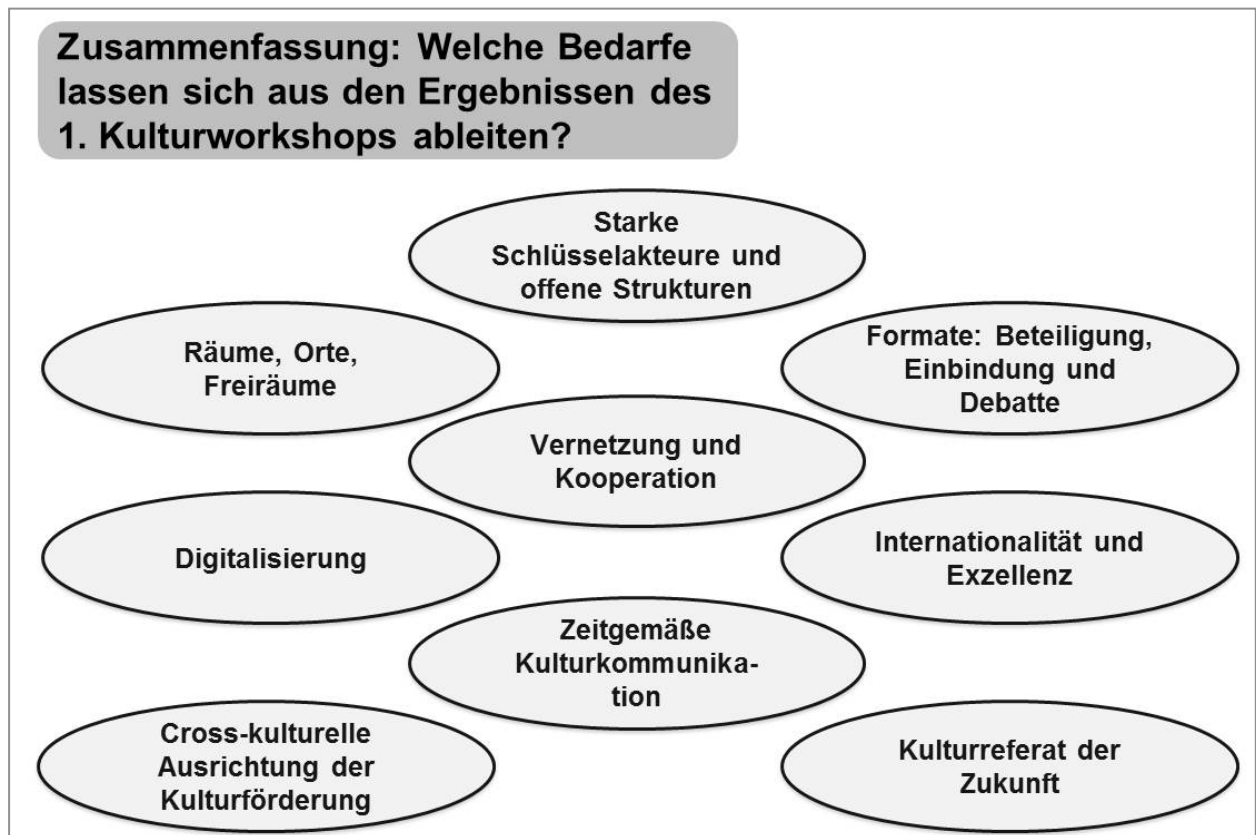 Zusammenfassung: Welche Bedarfe
lassen sich aus den Ergebnissen des
1. Kulturworkshops ableiten?
Starke
Schlüsselakteure und
offene Strukturen
Räume, Orte,
Freiräume
Formate: Beteiligung,
Einbindung und
Debatte
Vernetzung und
Kooperation
Digitalisierung
Internationalität und
Exzellenz
Zeitgemäße
Kulturkommunika-
tion
Cross-kulturelle
Ausrichtung der
Kulturförderung
Kulturreferat der
Zukunft